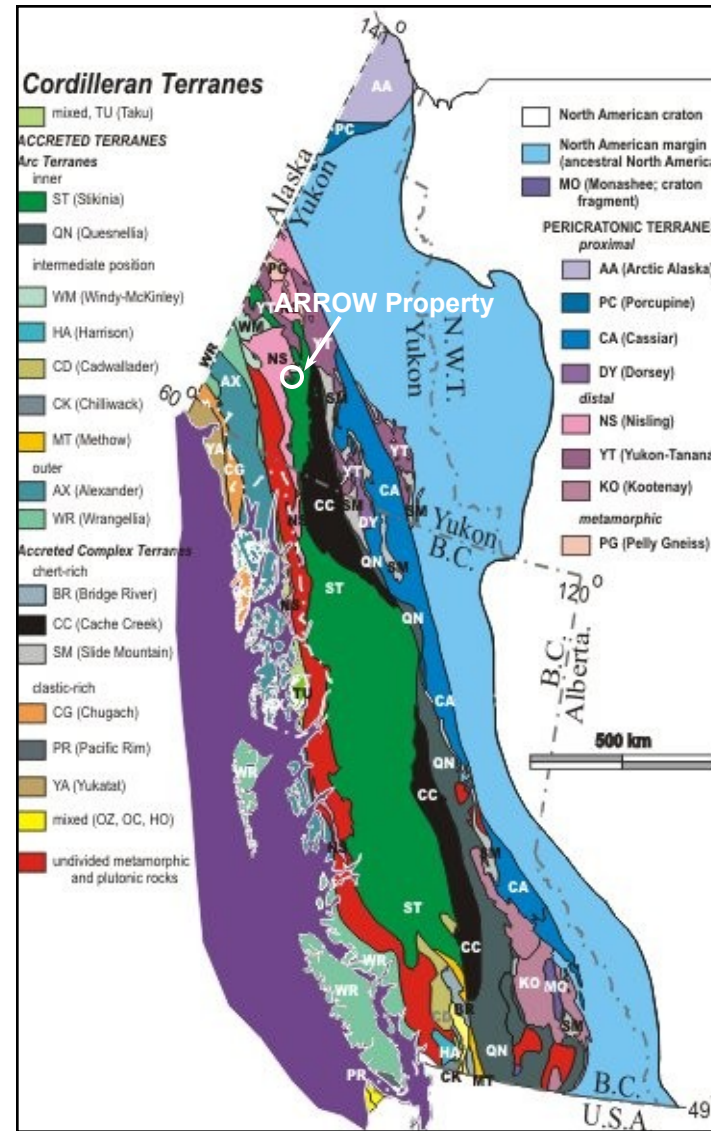 Cordilleran Terranes
mixed, TU (Taku)
ACCRETED TERRANES
Arc Terranes
inner
ST (Stikinia)
QN (Quesnellia)
intermediate position
WM (Windy-McKinley)
HA (Harrison)
CD (Cadwallader)
CK (Chilliwack)
MT (Methow)
outer
AX (Alexander)
WR (Wrangellia)
Accreted Complex Terranes
chert-rich
BR (Bridge River)
CC (Cache Creek)
SM (Slide Mountain)
clastic-rich
CG (Chugach)
PR (Pacific Rim)
YA (Yukatat)
mixed (OZ, OC, HO)
undivided metamorphic
and plutonic rocks
North American craton
North American margin
(ancestral North America
MO (Monashee; craton
fragment)
PERICRATONIC TERRANE
proximal
AA (Arctic Alaska)
PC (Porcupine)
CA (Cassiar)
DY (Dorsey)
distal
NS (Nisling)
YT (Yukon-Tanana
KO (Kootenay)
metamorphic
PG (Pelly Gneiss)
141 o
AA
PC
Alaska
Yukon
PG
YT
ARROW Property
WM
YT
NS
WR
AX
60 o
SM
YA
CG
Yukon
N.W.T.
YT
YT
CC
SM
DY
CA
SM
NS
Yukon
B.C.
QN
SM
120 o
ST
NS
QN
TU
CA
B.C.
Alberta.
500 km
WR
QN
CC
NS
SM
CA
ST
CC
WR
WR
KO
MO
BR
CD
SM
HA
QN
PR
CK
MT
B.C.
U.S.A
49